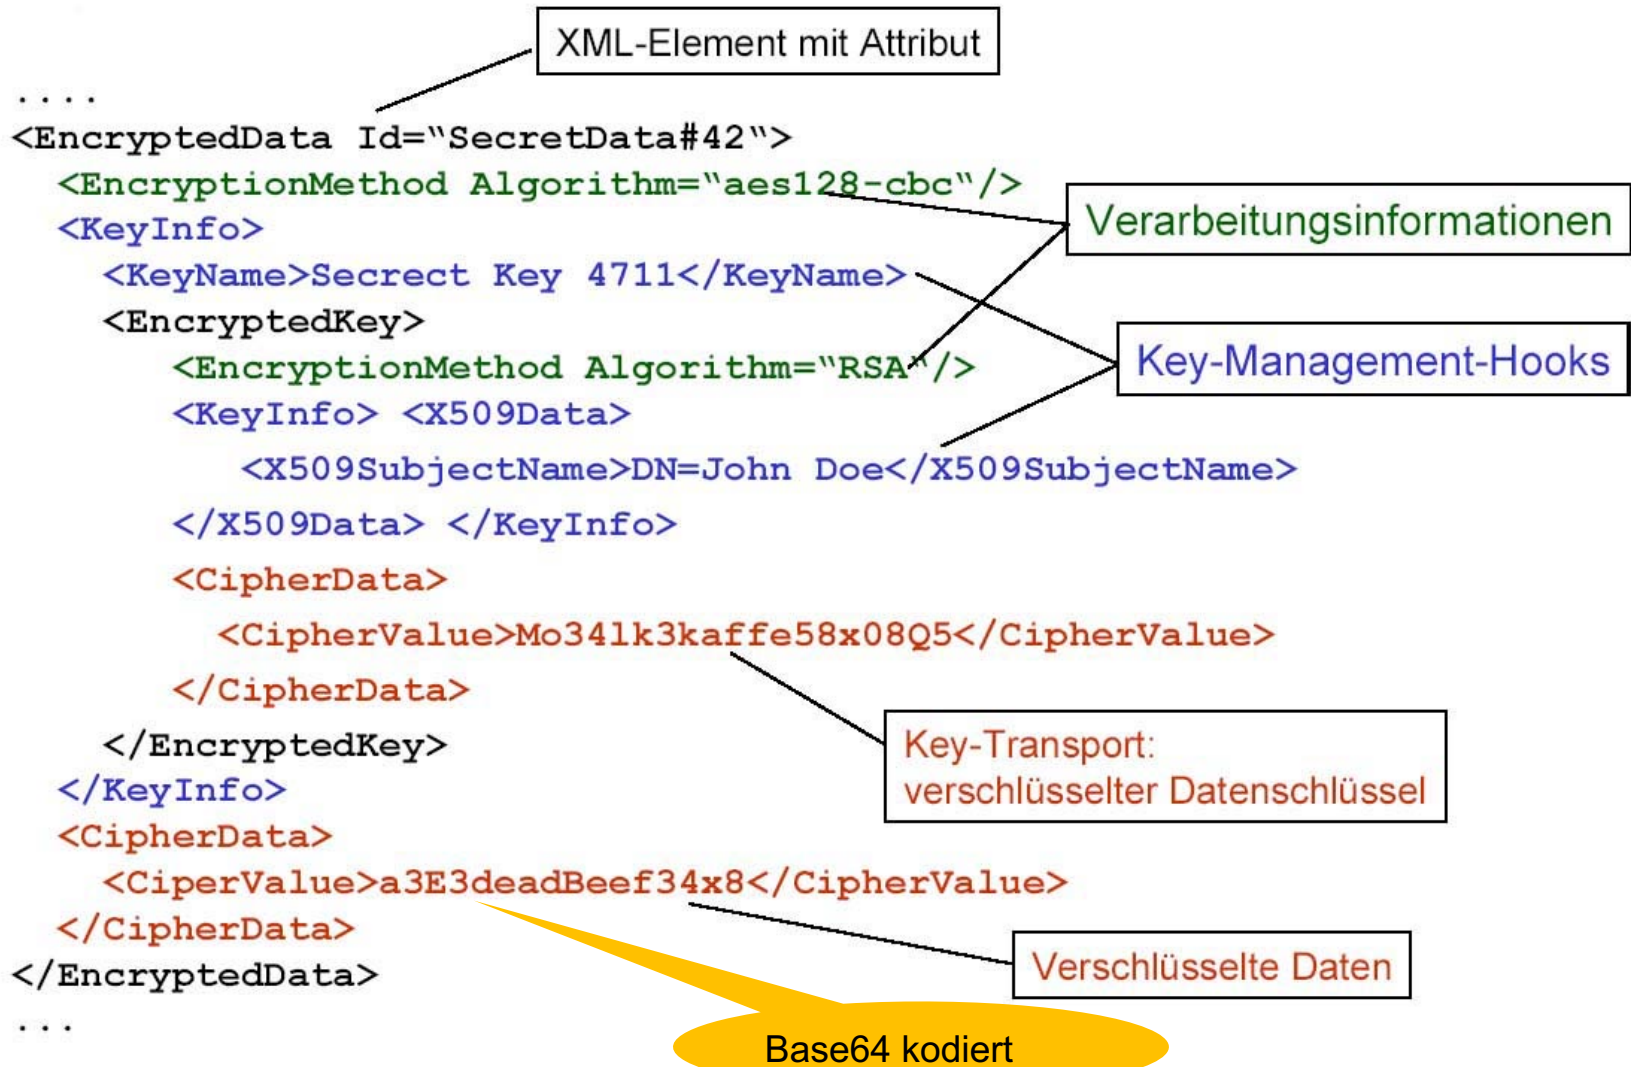 XML-Element mit Attribut
....
<EncryptedData Id=“SecretData#42“>
<EncryptionMethod Algorithm=“aes128-cbc“/>
Verarbeitungsinformationen
<KeyInfo>
<KeyName>Secrect Key 4711</KeyName>
<EncryptedKey>
<EncryptionMethod Algorithm=“RSA“/>
Key-Management-Hooks
<KeyInfo> <X509Data>
<X509SubjectName>DN=John Doe</X509SubjectName>
</X509Data> </KeyInfo>
<CipherData>
<CipherValue>Mo34lk3kaffe58x08Q5</CipherValue>
</CipherData>
</EncryptedKey>
Key-Transport:
verschlüsselter Datenschlüssel
</KeyInfo>
<CipherData>
<CiperValue>a3E3deadBeef34x8</CipherValue>
</CipherData>
Verschlüsselte Daten
</EncryptedData>
...
Base64 kodiert